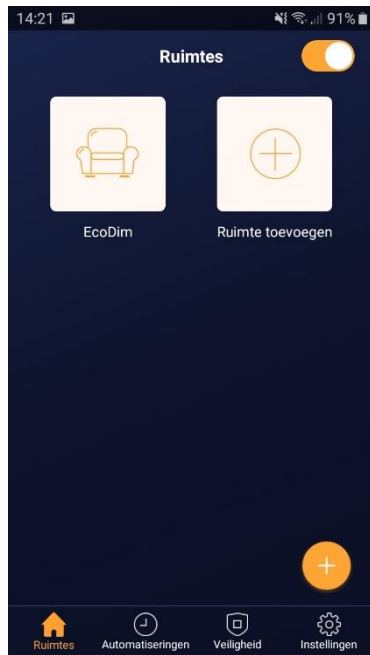 14:21 91%
Ruimtes
EcoDim Ruimte toevoegen
Ruimtes Automatiseringen Veiligheid Instellingen